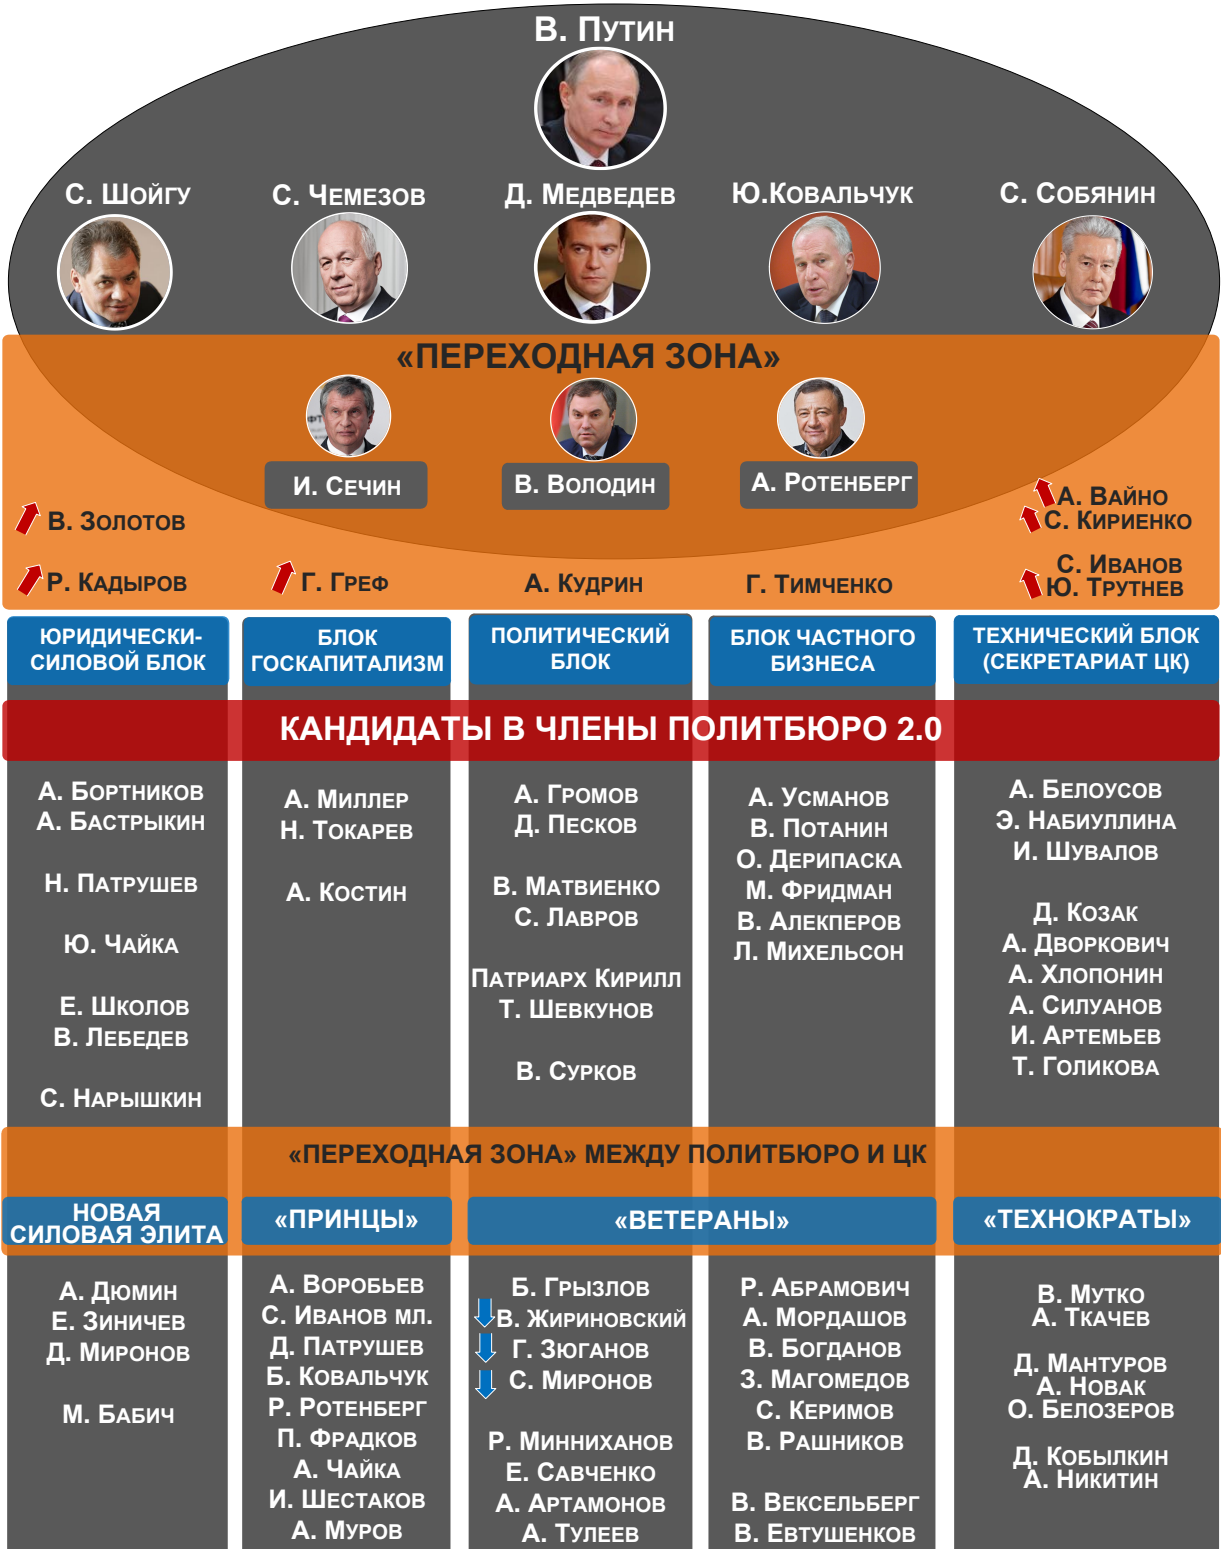 В. Путин
С. Шойгу
С. Чемезов
Д. Медведев
Ю.Ковальчук
С. Собянин
«ПЕРЕХОДНАЯ ЗОНА»
И. Сечин
В. Володин
А. Ротенберг
А. Вайно
С. Кириенко
В. Золотов
Р. Кадыров
Г. Греф
А. Кудрин
Г. Тимченко
С. Иванов
Ю. Трутнев
ЮРИДИЧЕСКИ-
СИЛОВОЙ БЛОК
БЛОК
ГОСКАПИТАЛИЗМ
ПОЛИТИЧЕСКИЙ
БЛОК
БЛОК ЧАСТНОГО
БИЗНЕСА
ТЕХНИЧЕСКИЙ БЛОК
(СЕКРЕТАРИАТ ЦК)
КАНДИДАТЫ В ЧЛЕНЫ ПОЛИТБЮРО 2.0
А. Бортников
А. Бастрыкин
Н. Патрушев
Ю. Чайка
Е. Школов
В. Лебедев
С. Нарышкин
А. Миллер
Н. Токарев
А. Костин
А. Громов
Д. Песков
В. Матвиенко
С. Лавров
Патриарх Кирилл
Т. Шевкунов
В. Сурков
А. Усманов
В. Потанин
О. Дерипаска
М. Фридман
В. Алекперов
Л. Михельсон
А. Белоусов
Э. Набиуллина
И. Шувалов
Д. Козак
А. Дворкович
А. Хлопонин
А. Силуанов
И. Артемьев
Т. Голикова
«ПЕРЕХОДНАЯ ЗОНА» МЕЖДУ ПОЛИТБЮРО И ЦК
НОВАЯ
СИЛОВАЯ ЭЛИТА
«ПРИНЦЫ»
«ВЕТЕРАНЫ»
«ТЕХНОКРАТЫ»
А. Дюмин
Е. Зиничев
Д. Миронов
М. Бабич
А. Воробьев
С. Иванов мл.
Д. Патрушев
Б. Ковальчук
Р. Ротенберг
П. Фрадков
А. Чайка
И. Шестаков
А. Муров
Б. Грызлов
В. Жириновский
Г. Зюганов
С. Миронов
Р. Минниханов
Е. Савченко
А. Артамонов
А. Тулеев
Р. Абрамович
А. Мордашов
В. Богданов
З. Магомедов
С. Керимов
В. Рашников
В. Вексельберг
В. Евтушенков
В. Мутко
А. Ткачев
Д. Мантуров
А. Новак
О. Белозеров
Д. Кобылкин
А. Никитин